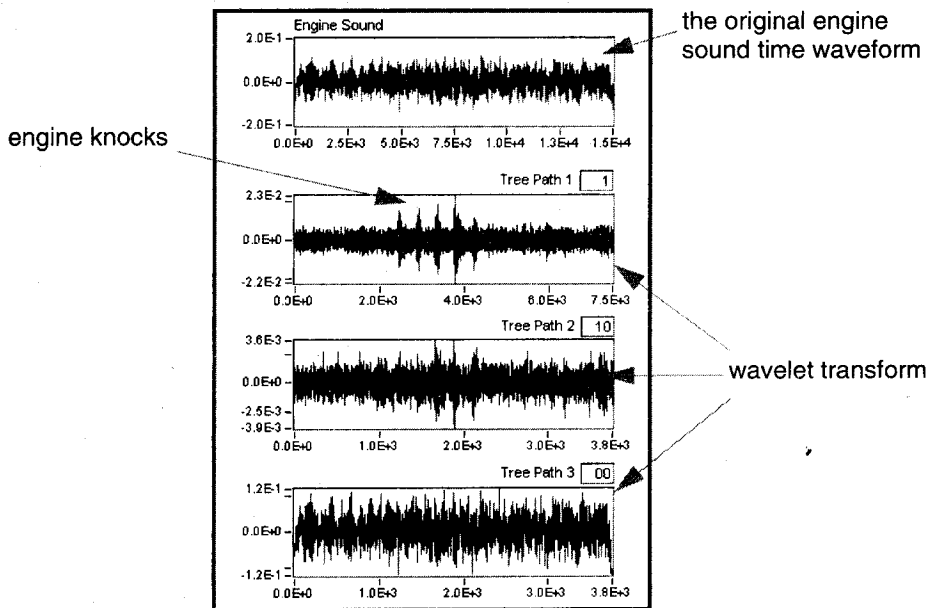 Engine Sound
the original engine
sound time waveform
2.0E-1
0.0E+0
-2.0E-1
0.0E+0 2.5E+3 5.0E+3 7.5E+3 1.0E+4 1.3E+4 1.5E+4
engine knocks
Tree Path 1 1
2.3E-2
0.0E+0
-2.2E-2
0.0E+0 2.0E+3 4.0E+3 6.0E+3 7.5E+3
Tree Path 2 10
3.6E-3
0.0E+0
-2.5E-3
-3.9E-3
0.0E+0 1.0E+3 2.0E+3 3.0E+3 3.8E+3
wavelet transform
Tree Path 3 00
1.2E-1
0.0E+0
-1.2E-1
0.0E+0 1.0E+3 2.0E+3 3.0E+3 3.8E+3